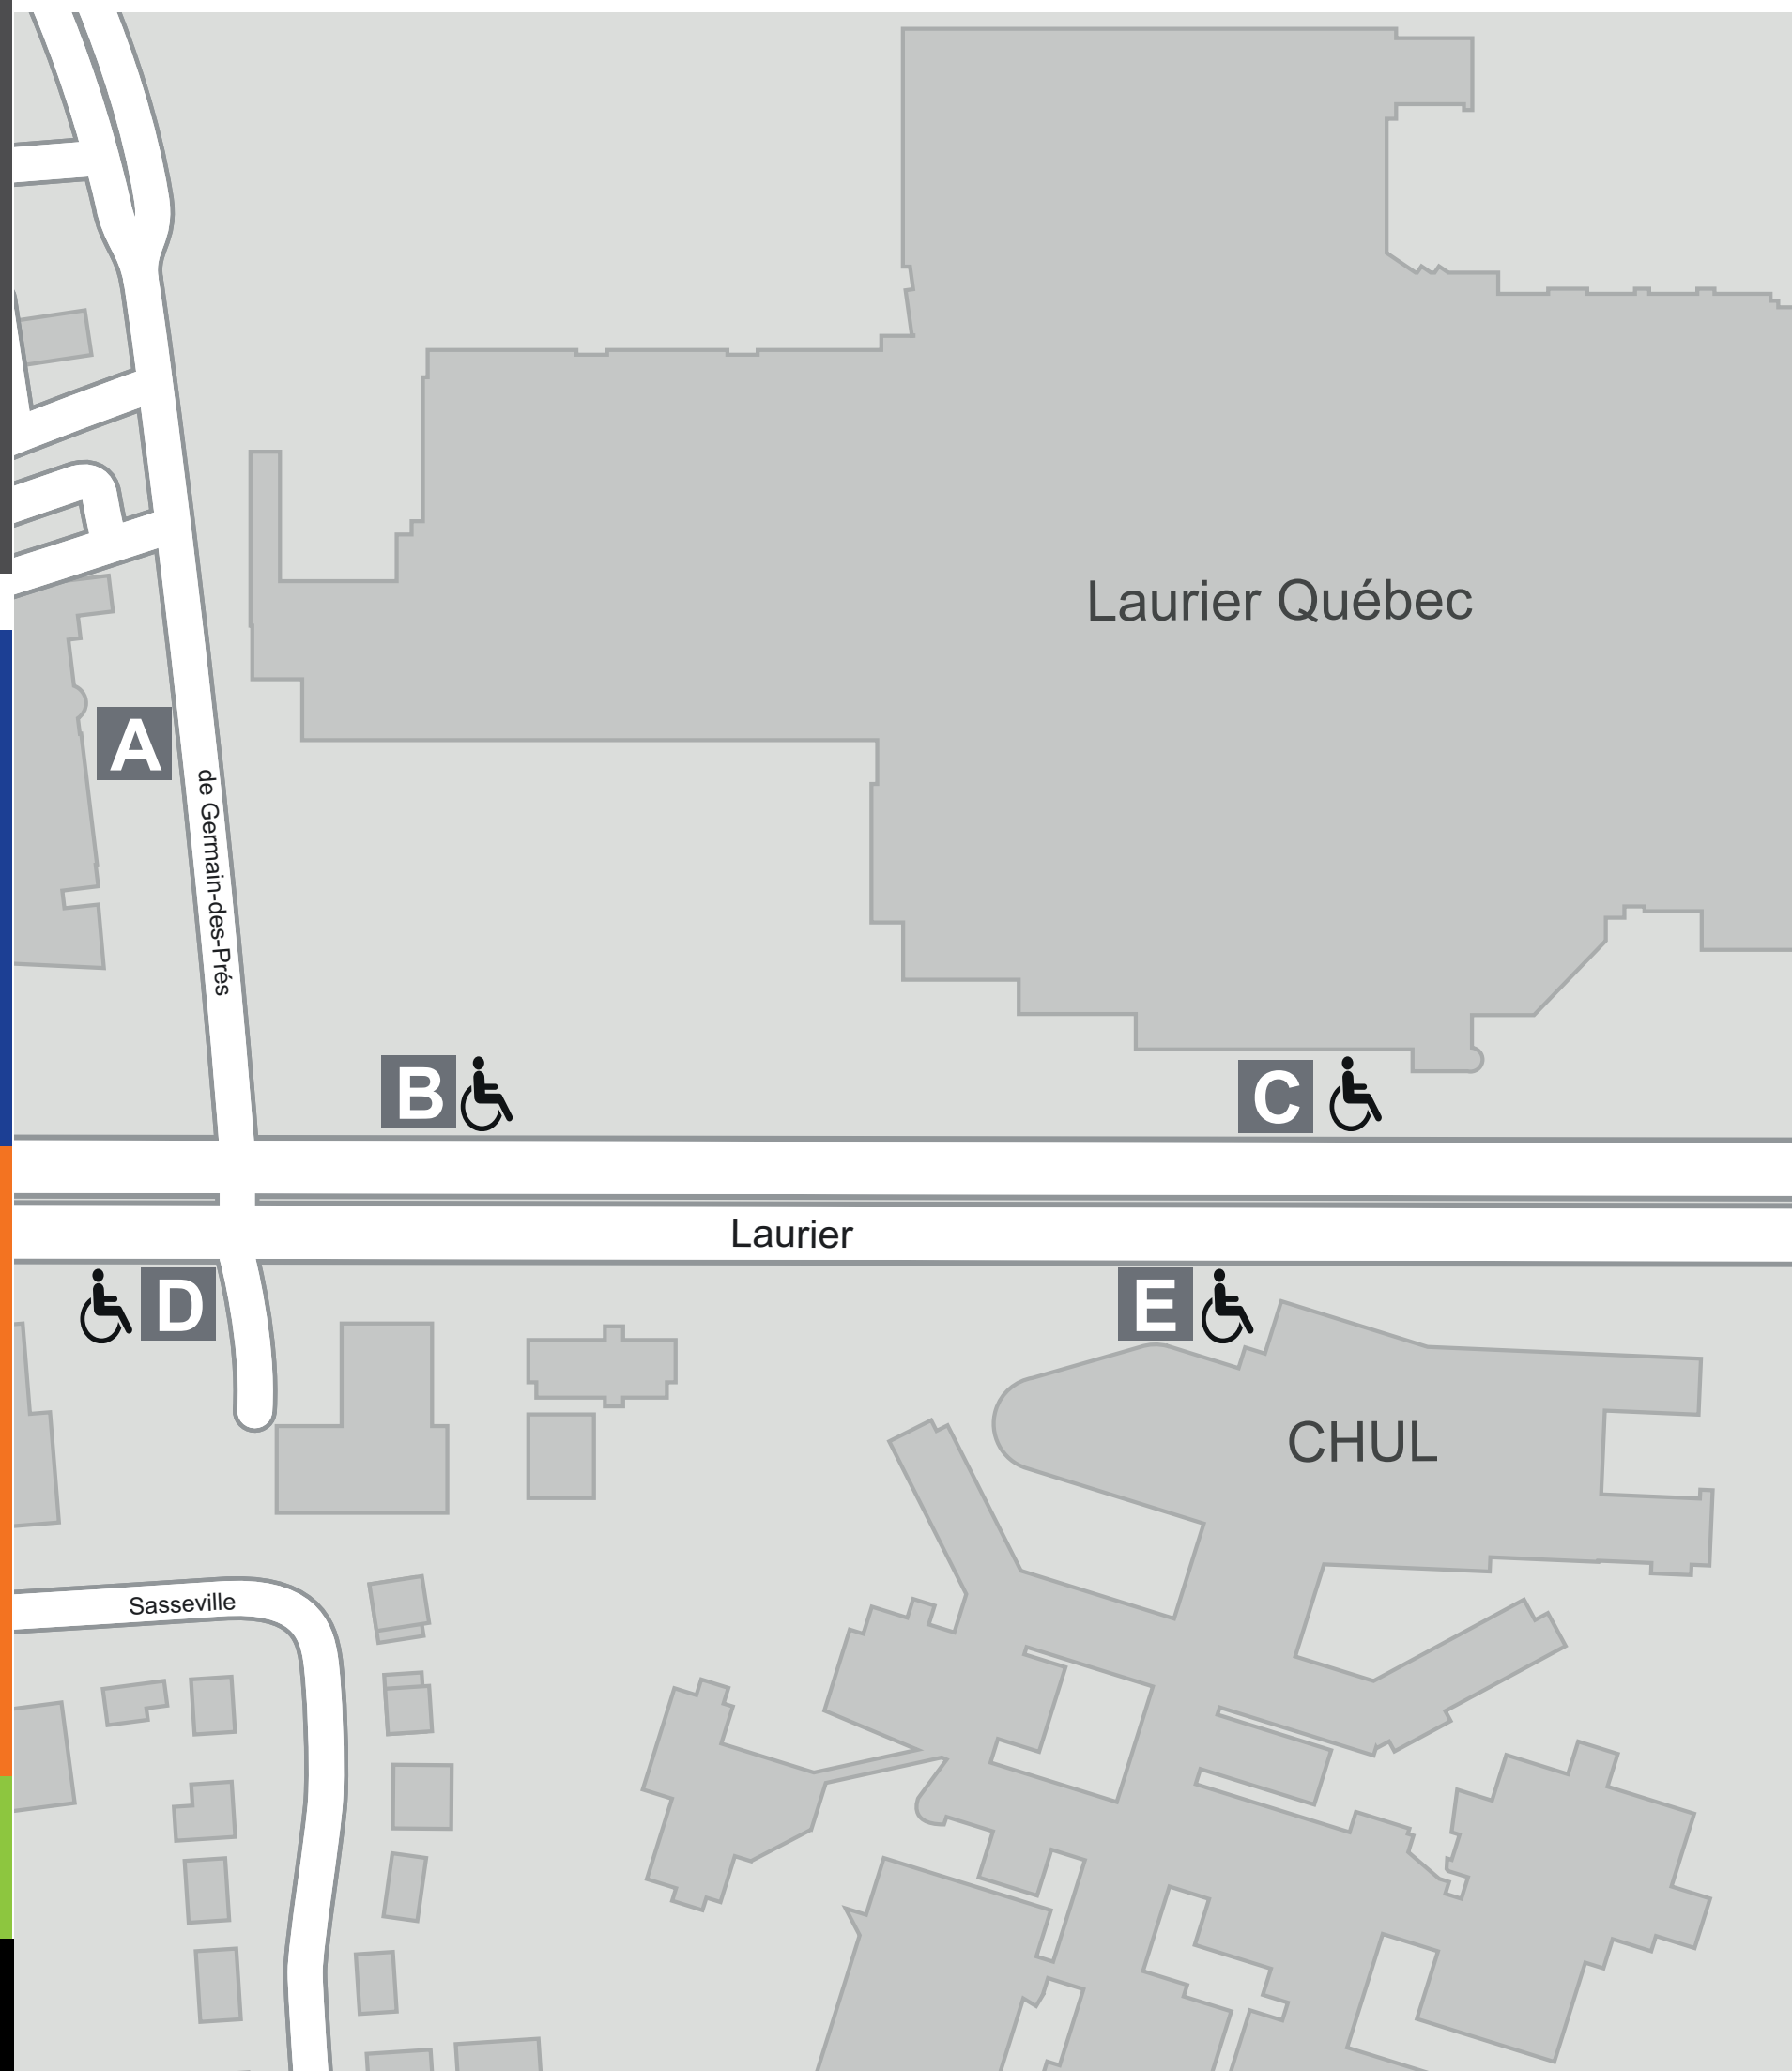 Laurier Québec
A
de Germain-des-Prés
B
C
Laurier
D
E
CHUL
Sasseville